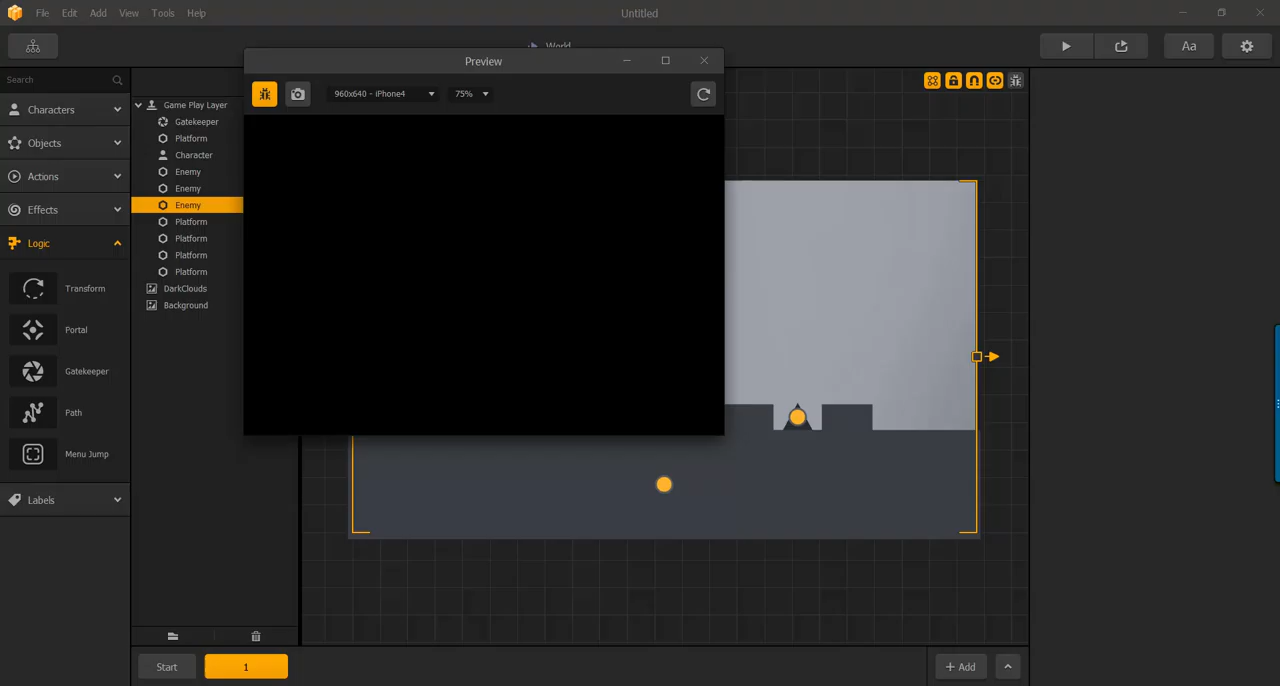 File Edit Add View Tools Help
Untitled
World
Aa
Preview
960x640 - iPhone4
75%
Search
Characters
Objects
Actions
Effects
Logic
Transform
Portal
Gatekeeper
Path
Menu Jump
Labels
Game Play Layer
Gatekeeper
Platform
Character
Enemy
Enemy
Enemy
Platform
Platform
Platform
Platform
DarkClouds
Background
Start
1
+ Add